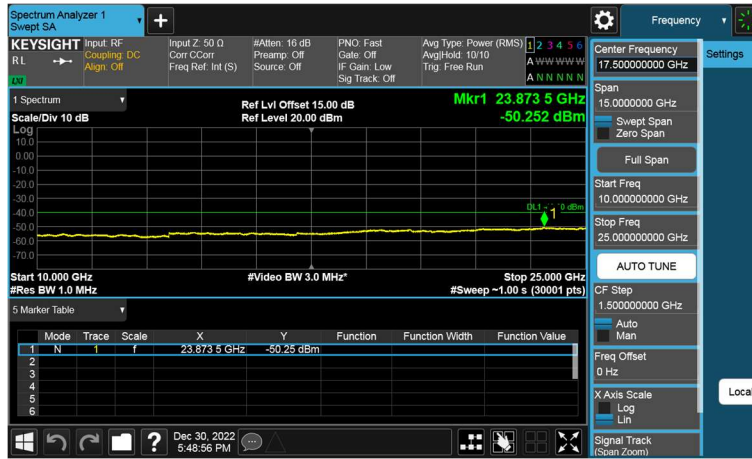 Spectrum Analyzer 1
Swept SA
Frequency
KEYSIGHT
RL
LXI
Input: RF
Coupling: DC
Align: Off
Input Z: 50 Ω
Corr CCorr
Freq Ref: Int (S)
#Atten: 16 dB
Preamp: Off
Source: Off
PNO: Fast
Gate: Off
IF Gain: Low
Sig Track: Off
Avg Type: Power (RMS)
Avg|Hold: 10/10
Trig: Free Run
1 2 3 4 5 6
A W W W W W
A N N N N N
1 Spectrum
Scale/Div 10 dB
Ref Lvl Offset 15.00 dB
Ref Level 20.00 dBm
Mkr1 23.873 5 GHz
-50.252 dBm
Log
10.0
0.00
-10.0
-20.0
-30.0
-40.0
-50.0
-60.0
-70.0
1
Start 10.000 GHz
#Res BW 1.0 MHz
#Video BW 3.0 MHz*
Stop 25.000 GHz
#Sweep ~1.00 s (30001 pts)
5 Marker Table
Mode Trace Scale X Y Function Function Width Function Value
1 N 1 f 23.873 5 GHz -50.25 dBm
2
3
4
5
6
Dec 30, 2022
5:48:56 PM
Center Frequency
17.500000000 GHz
Settings
Span
15.0000000 GHz
Swept Span
Zero Span
Full Span
Start Freq
10.000000000 GHz
Stop Freq
25.000000000 GHz
AUTO TUNE
CF Step
1.500000000 GHz
Auto
Man
Freq Offset
0 Hz
X Axis Scale
Log
Lin
Local
Signal Track
(Span Zoom)